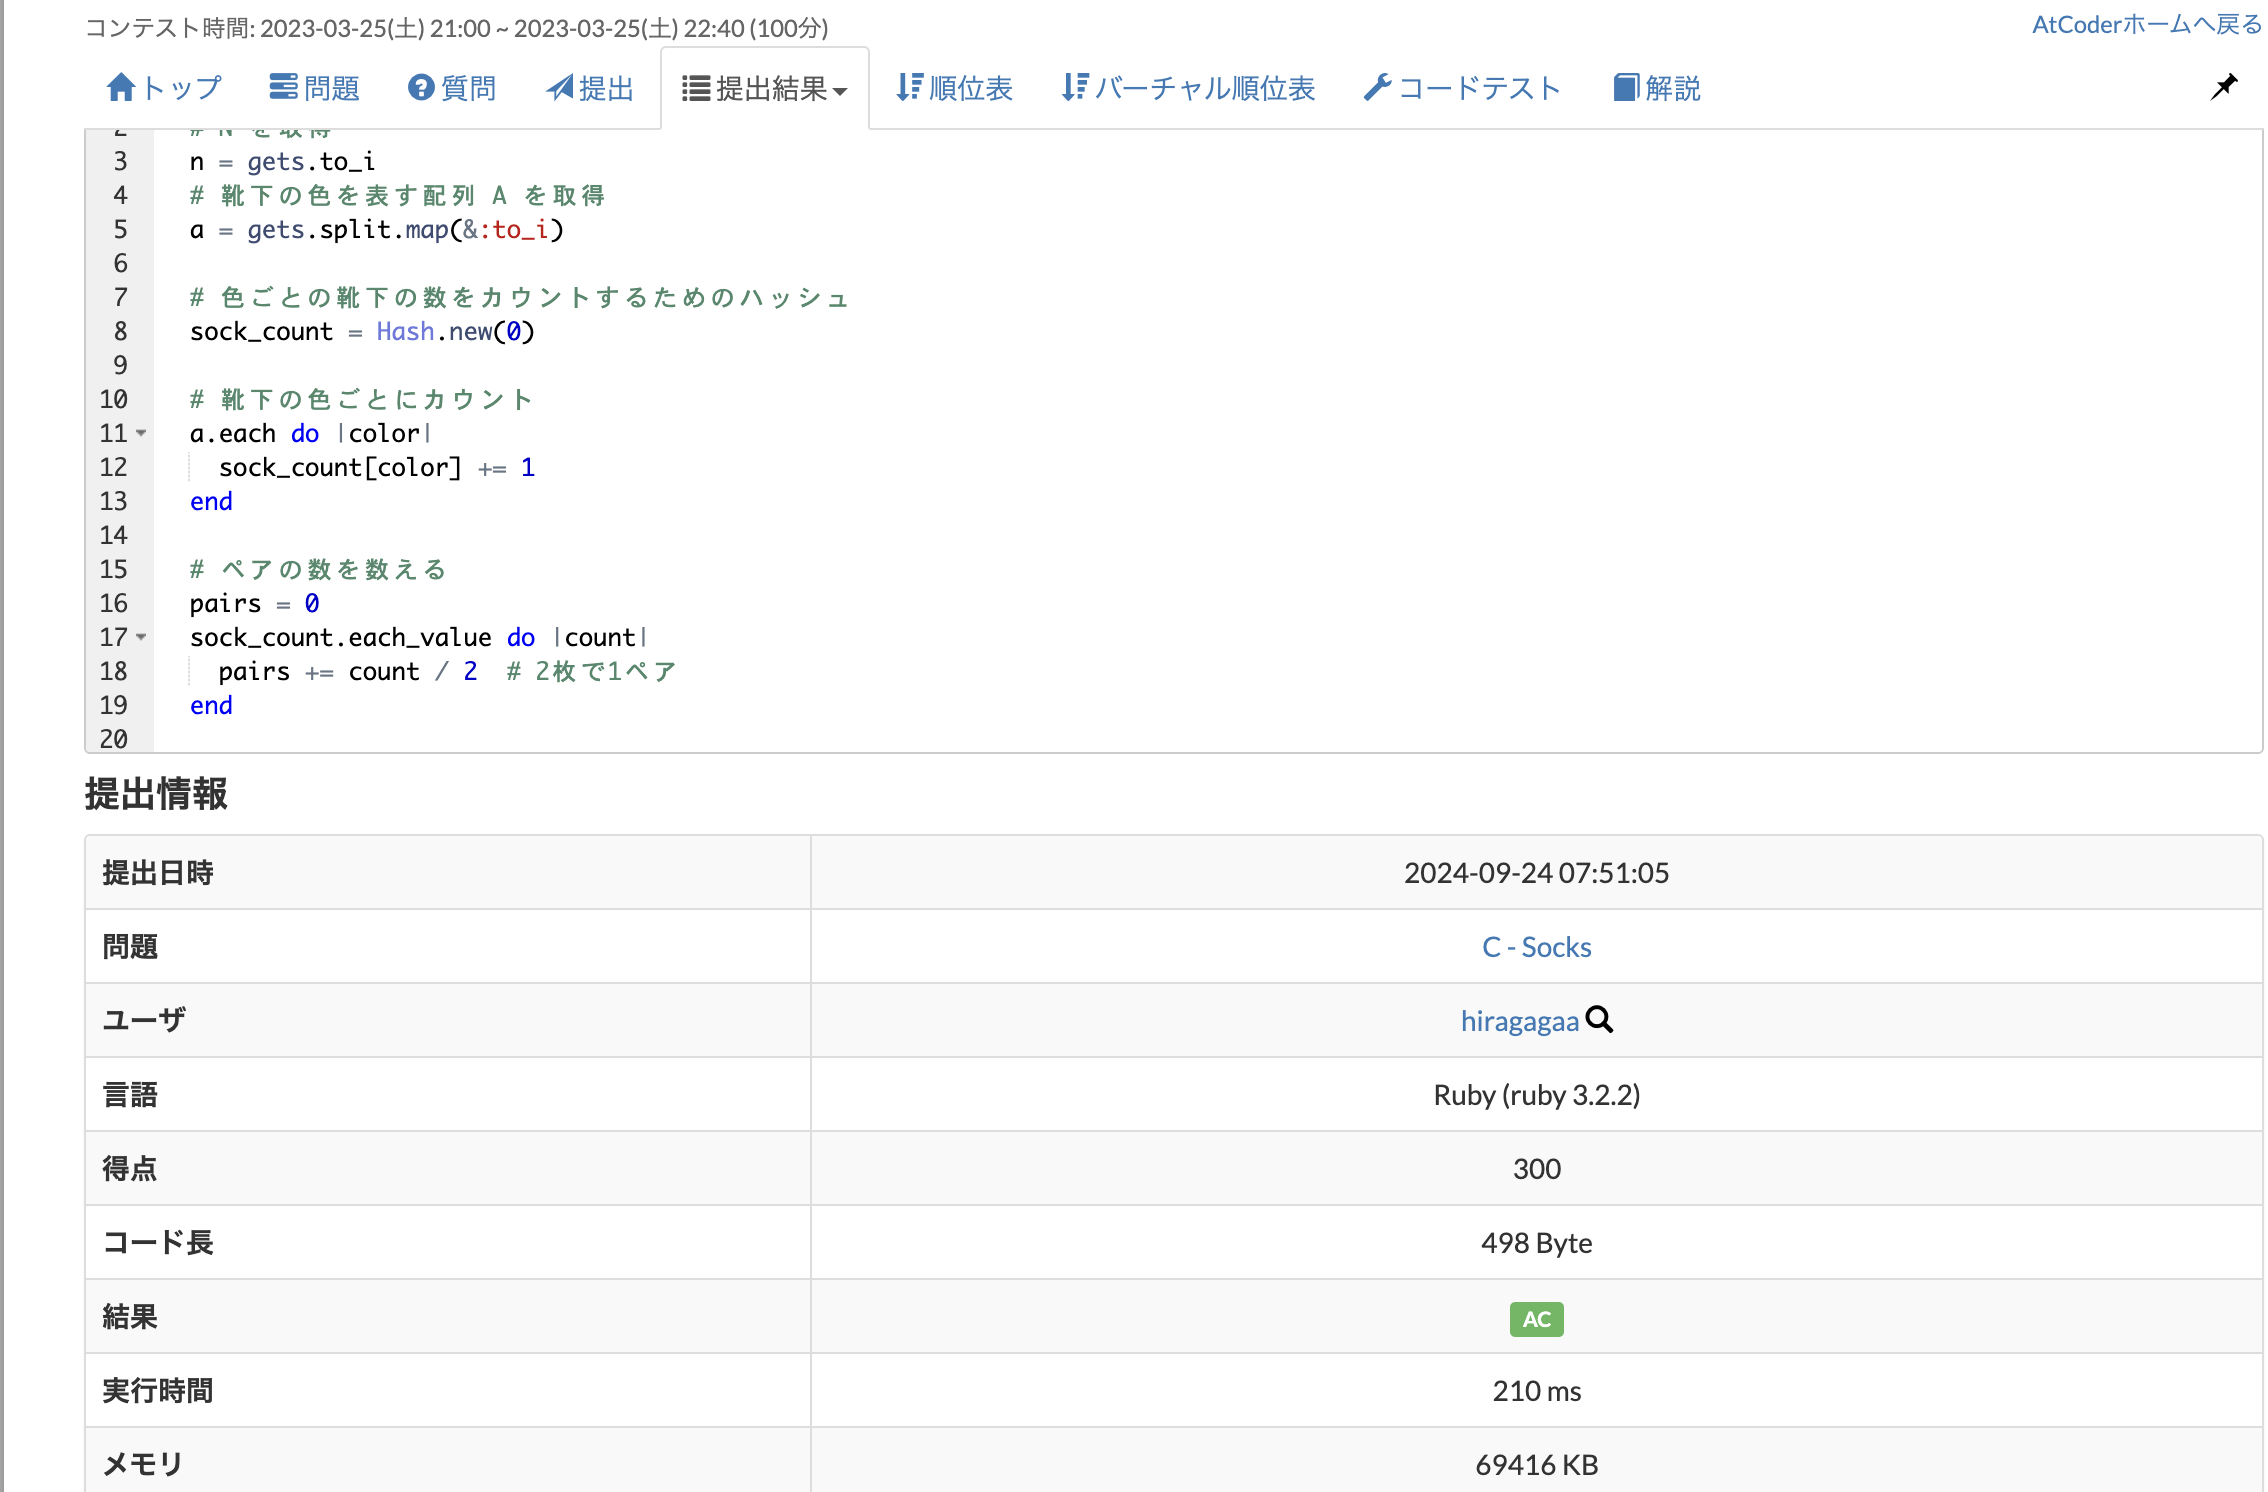 コンテスト時間: 2023-03-25(土) 21:00 ~ 2023-03-25(土) 22:40 (100分)
AtCoderホームへ戻る
トップ 問題 質問 提出 提出結果 順位表 バーチャル順位表 コードテスト 解説
2 # N を取得
3 n = gets.to_i
4 # 靴下の色を表す配列 A を取得
5 a = gets.split.map(&:to_i)
6
7 # 色ごとの靴下の数をカウントするためのハッシュ
8 sock_count = Hash.new(0)
9
10 # 靴下の色ごとにカウント
11 a.each do |color|
12 sock_count[color] += 1
13 end
14
15 # ペアの数を数える
16 pairs = 0
17 sock_count.each_value do |count|
18 pairs += count / 2 # 2枚で1ペア
19 end
20
提出情報
提出日時 2024-09-24 07:51:05
問題 C - Socks
ユーザ hiragagaa
言語 Ruby (ruby 3.2.2)
得点 300
コード長 498 Byte
結果 AC
実行時間 210 ms
メモリ 69416 KB